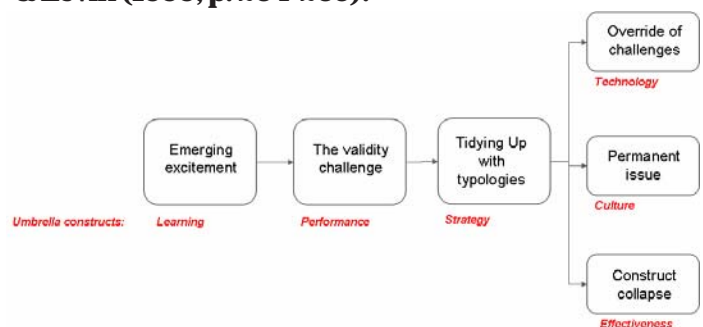 Override of
challenges
Technology
Emerging
excitement
The validity
challenge
Tidying Up
with
typologies
Permanent
issue
Umbrella constructs:
Learning
Performance
Strategy
Culture
Construct
collapse
Effectiveness